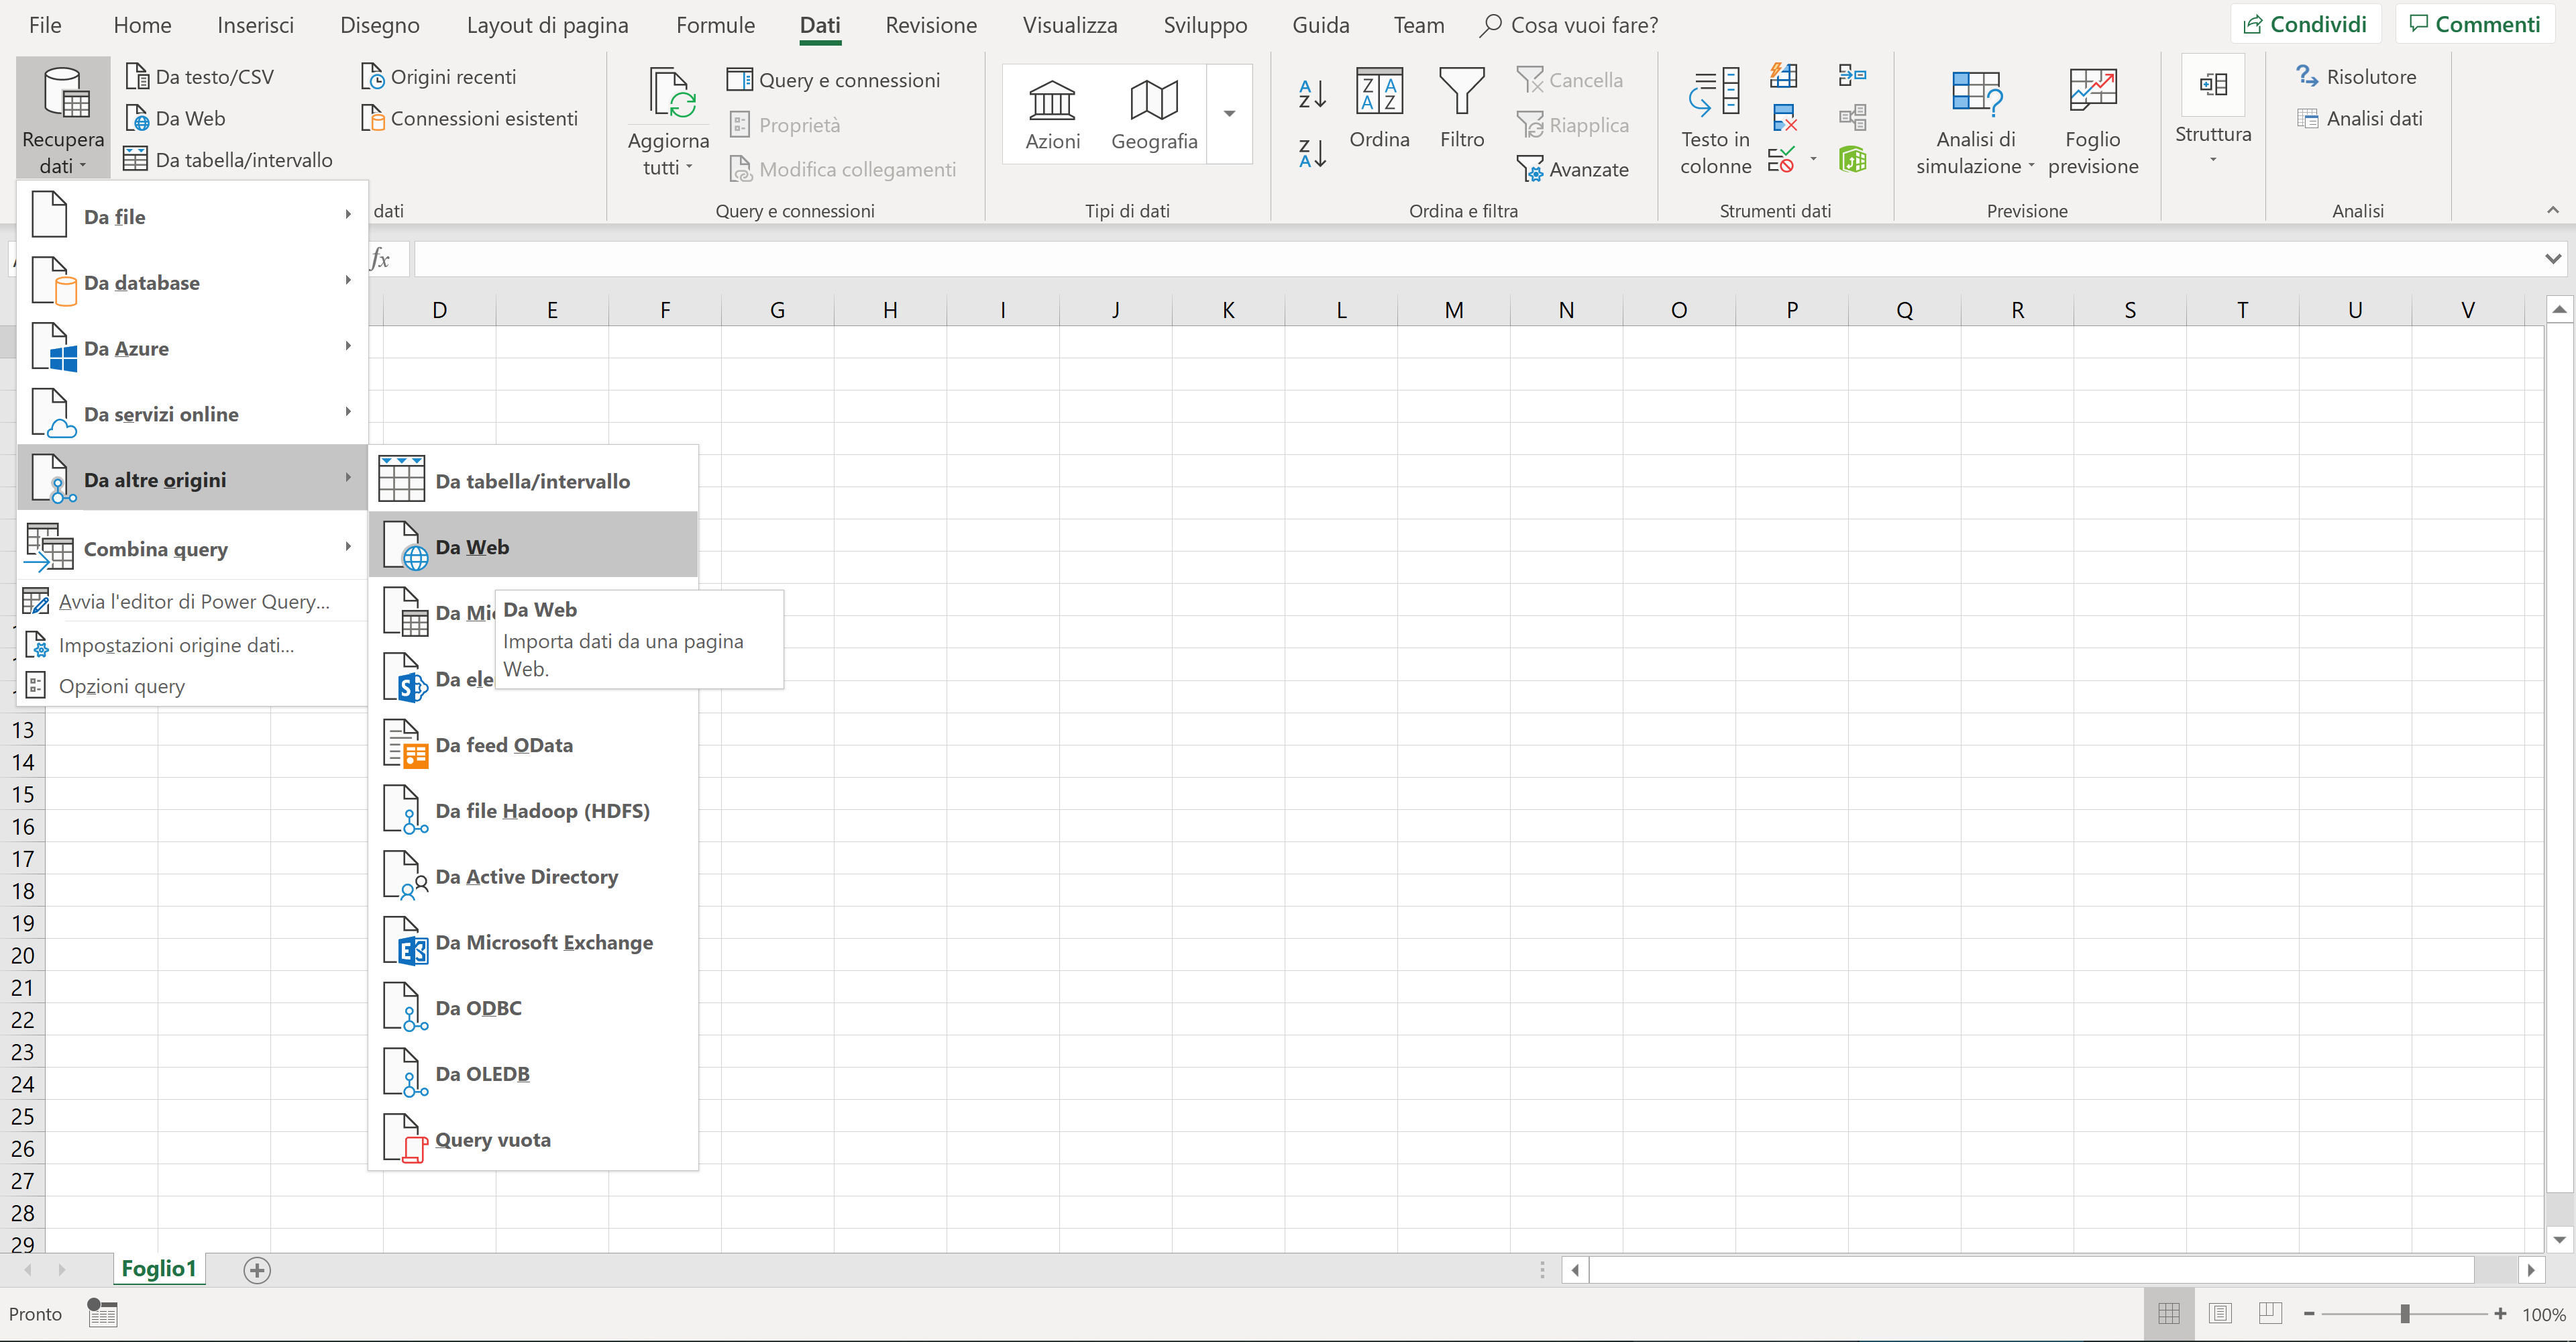 File Home Inserisci Disegno Layout di pagina Formule Dati Revisione Visualizza Sviluppo Guida Team Cosa vuoi fare? Condividi Commenti
Recupera dati
Da testo/CSV
Da Web
Da tabella/intervallo
Origini recenti
Connessioni esistenti
dati
Aggiorna tutti
Query e connessioni
Proprietà
Modifica collegamenti
Query e connessioni
Azioni Geografia
Tipi di dati
Ordina
Filtro
Cancella
Riapplica
Avanzate
Ordina e filtra
Testo in colonne
Strumenti dati
Analisi di simulazione
Foglio previsione
Previsione
Struttura
Risolutore
Analisi dati
Analisi
fx
Da file
Da database
Da Azure
Da servizi online
Da altre origini
Combina query
Avvia l'editor di Power Query...
Impostazioni origine dati...
Opzioni query
Da tabella/intervallo
Da Web
Da Mic
Da ele
Da Web
Importa dati da una pagina
Web.
Da feed OData
Da file Hadoop (HDFS)
Da Active Directory
Da Microsoft Exchange
Da ODBC
Da OLEDB
Query vuota
D E F G H I J K L M N O P Q R S T U V
13
14
15
16
17
18
19
20
21
22
23
24
25
26
27
28
29
Foglio1
Pronto
100%